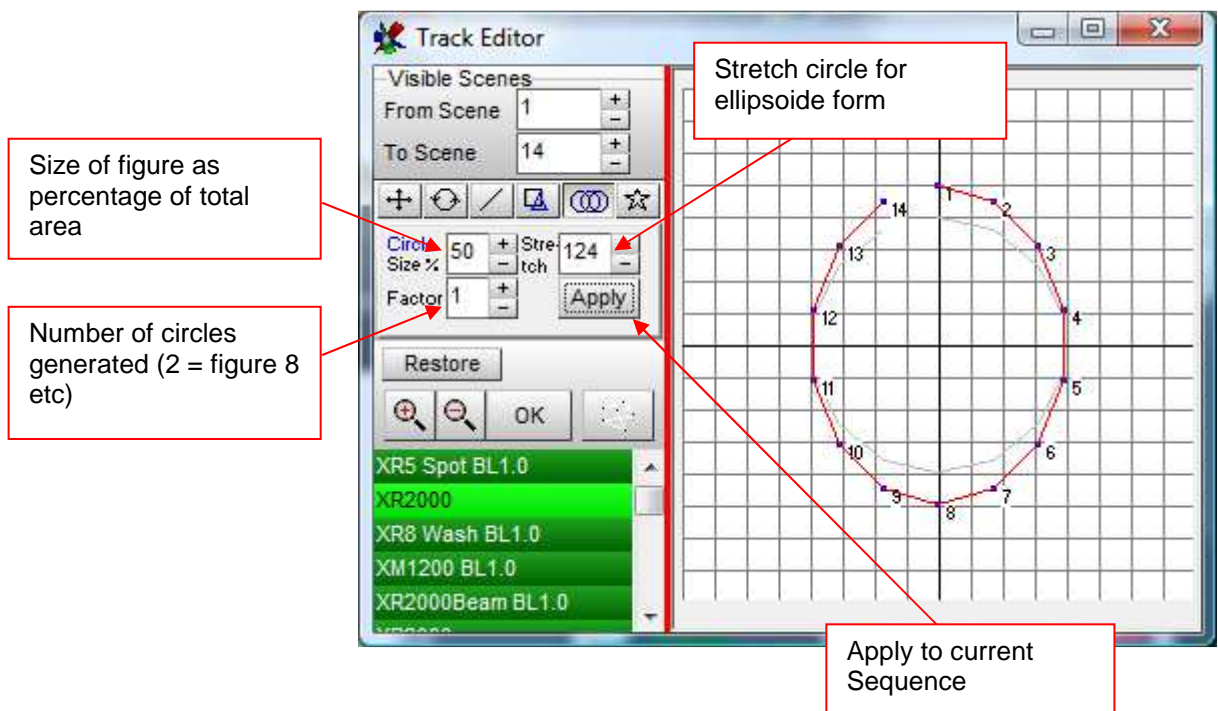 Track Editor
Visible Scenes
From Scene 1 + -
To Scene 14 + -
Size of figure as
percentage of total
area
Stretch circle for
ellipsoide form
Circl
Size %
50 + -
Stre-
tch
124 -
Factor 1 + -
Apply
Number of circles
generated (2 = figure 8
etc)
Restore
OK
XR5 Spot BL1.0
XR2000
XR8 Wash BL1.0
XM1200 BL1.0
XR2000Beam BL1.0
1
2
3
4
5
6
7
8
9
10
11
12
13
14
Apply to current
Sequence